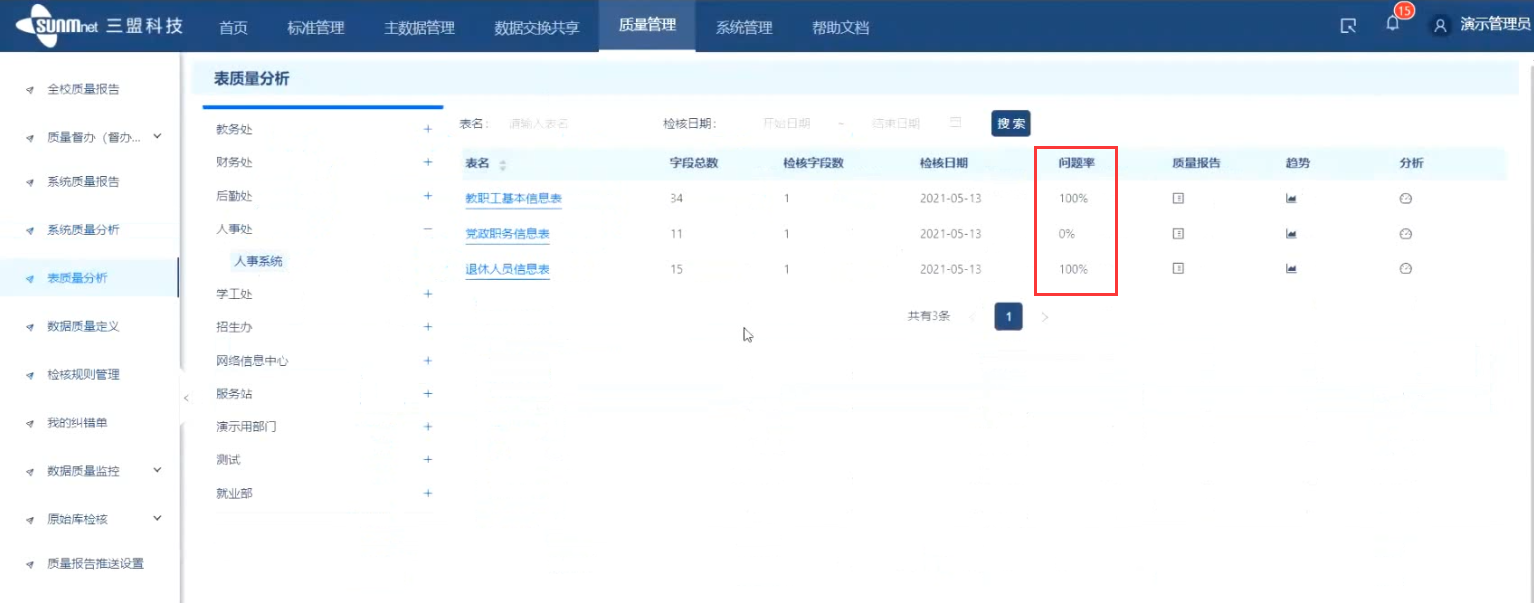 sunmnet 三盟科技
首页 标准管理 主数据管理 数据交换共享 质量管理 系统管理 帮助文档 15 演示管理员
全校质量报告
质量督办（督办...
系统质量报告
系统质量分析
表质量分析
数据质量定义
检核规则管理
我的纠错单
数据质量监控
原始库检核
质量报告推送设置
表质量分析
教务处 +
财务处 +
后勤处 +
人事处 −
人事系统
学工处 +
招生办 +
网络信息中心 +
服务站 +
演示用部门 +
测试 +
就业部 +
表名: 请输入表名 检核日期: 开始日期 - 结束日期 搜索
表名 字段总数 检核字段数 检核日期 问题率 质量报告 趋势 分析
教职工基本信息表 34 1 2021-05-13 100%
党政职务信息表 11 1 2021-05-13 0%
退休人员信息表 15 1 2021-05-13 100%
共有3条 < 1 >